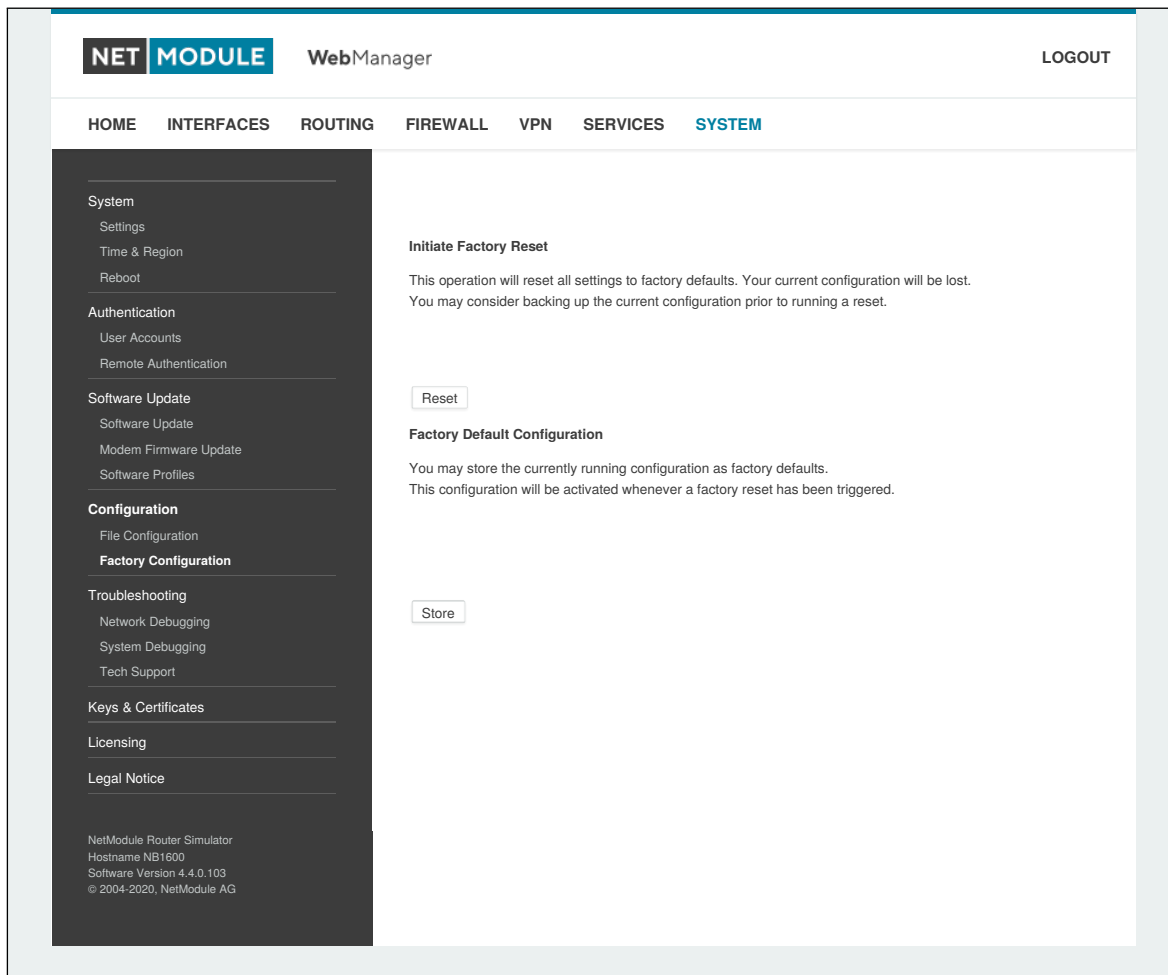 NET MODULE WebManager LOGOUT
HOME INTERFACES ROUTING FIREWALL VPN SERVICES SYSTEM
System
Settings
Time & Region
Reboot
Authentication
User Accounts
Remote Authentication
Software Update
Software Update
Modem Firmware Update
Software Profiles
Configuration
File Configuration
Factory Configuration
Troubleshooting
Network Debugging
System Debugging
Tech Support
Keys & Certificates
Licensing
Legal Notice
NetModule Router Simulator
Hostname NB1600
Software Version 4.4.0.103
© 2004-2020, NetModule AG
Initiate Factory Reset
This operation will reset all settings to factory defaults. Your current configuration will be lost.
You may consider backing up the current configuration prior to running a reset.
Reset
Factory Default Configuration
You may store the currently running configuration as factory defaults.
This configuration will be activated whenever a factory reset has been triggered.
Store